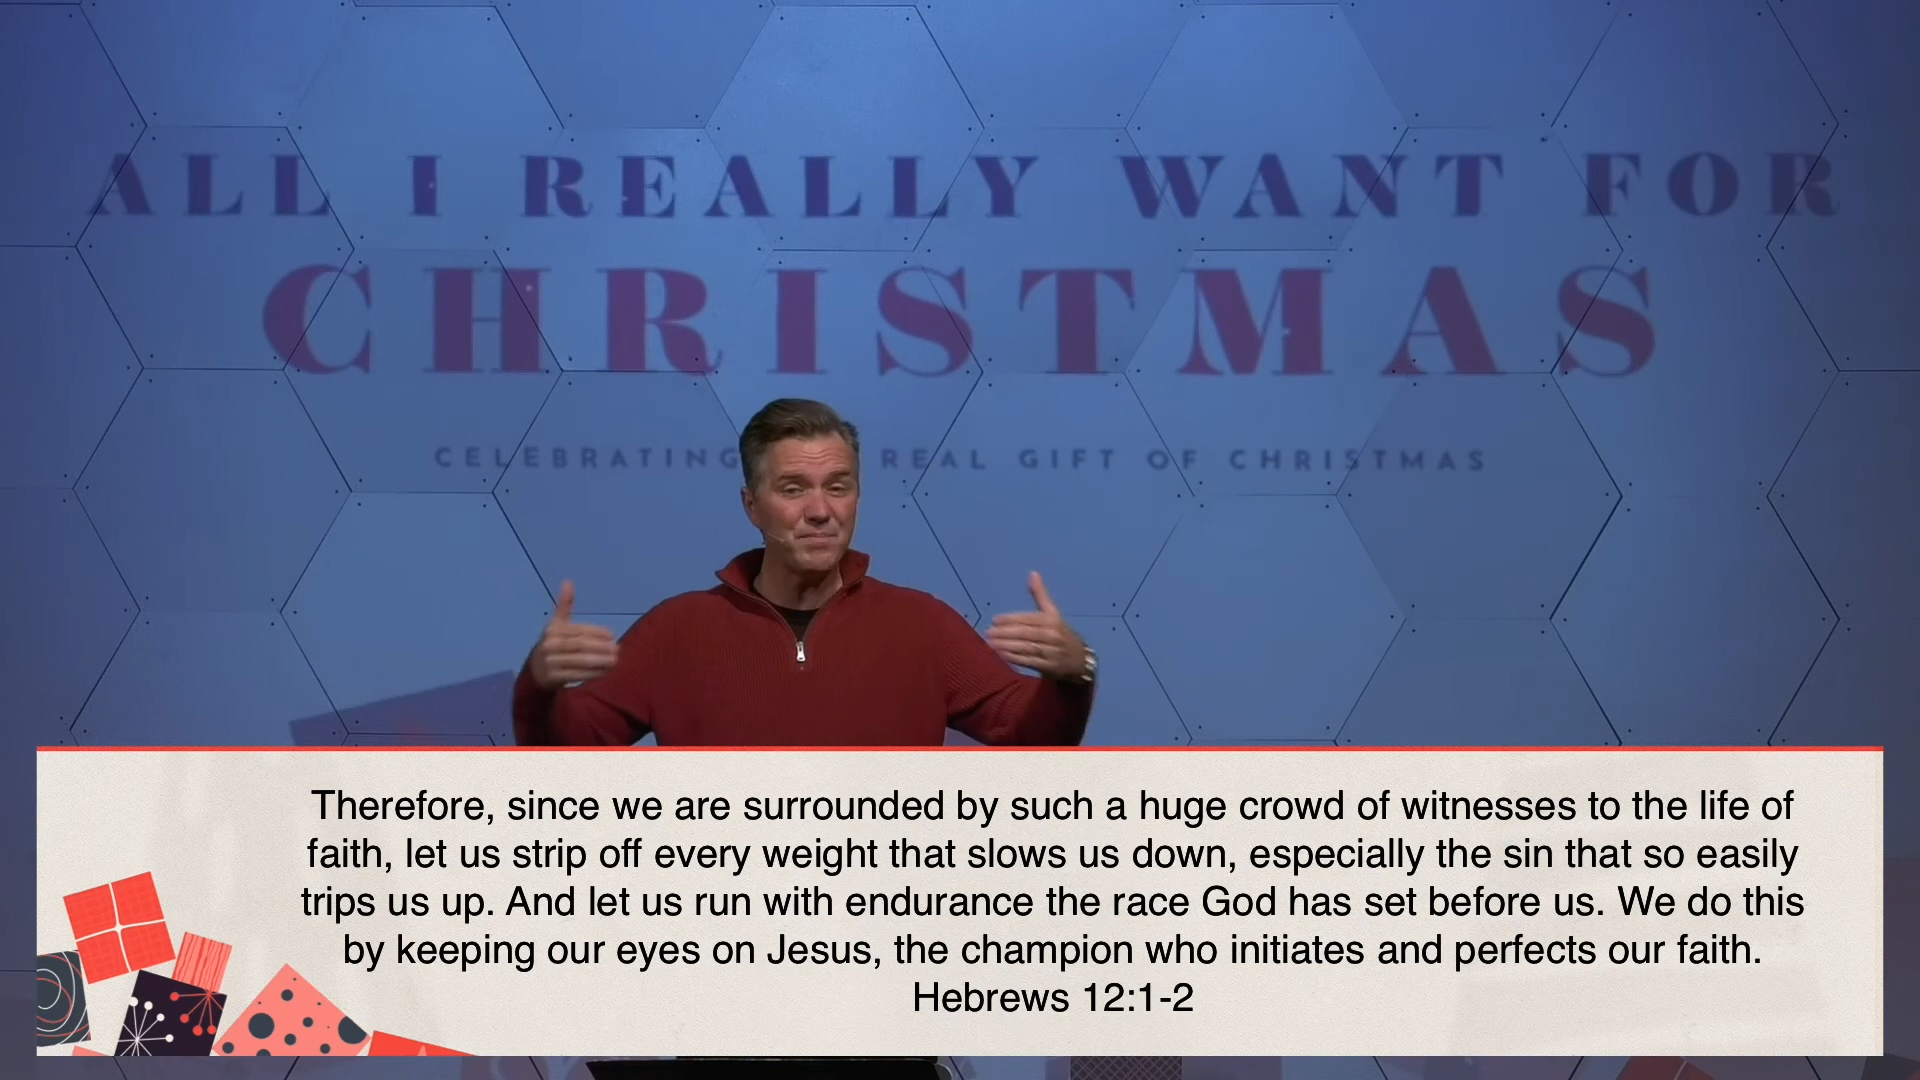 ALL I REALLY WANT FOR
CHRISTMAS
CELEBRATING REAL GIFT OF CHRISTMAS
Therefore, since we are surrounded by such a huge crowd of witnesses to the life of
faith, let us strip off every weight that slows us down, especially the sin that so easily
trips us up. And let us run with endurance the race God has set before us. We do this
by keeping our eyes on Jesus, the champion who initiates and perfects our faith.
Hebrews 12:1-2